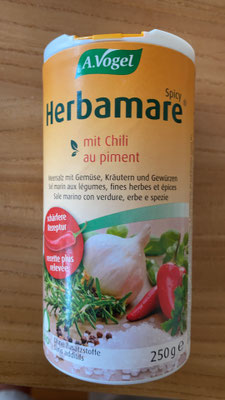 A.Vogel
Spicy
Herbamare®
mit Chili
au piment
Meersalz mit Gemüse, Kräutern und Gewürzen
Sel marin aux légumes, fines herbes et épices
Sale marino con verdure, erbe e spezie
schärfere
Rezeptur
recette plus
relevée
250g e